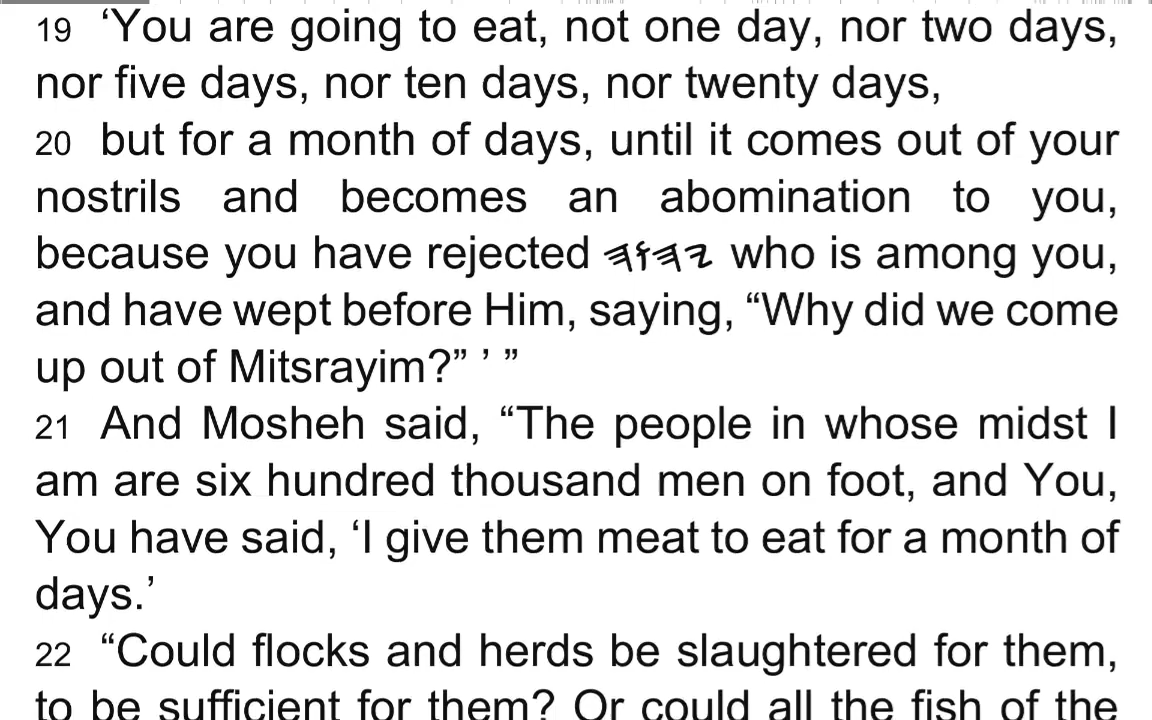 19 ‘You are going to eat, not one day, nor two days,
nor five days, nor ten days, nor twenty days,
20 but for a month of days, until it comes out of your
nostrils and becomes an abomination to you,
because you have rejected 𐤉𐤄𐤅𐤄 who is among you,
and have wept before Him, saying, “Why did we come
up out of Mitsrayim?” ’ ”
21 And Mosheh said, “The people in whose midst I
am are six hundred thousand men on foot, and You,
You have said, ‘I give them meat to eat for a month of
days.’
22 “Could flocks and herds be slaughtered for them,
to be sufficient for them? Or could all the fish of the